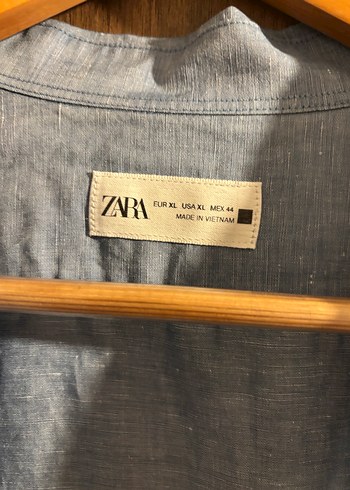 ZARA
EUR XL USA XL MEX 44
MADE IN VIETNAM